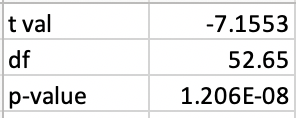 t val -7.1553
df 52.65
p-value 1.206E-08